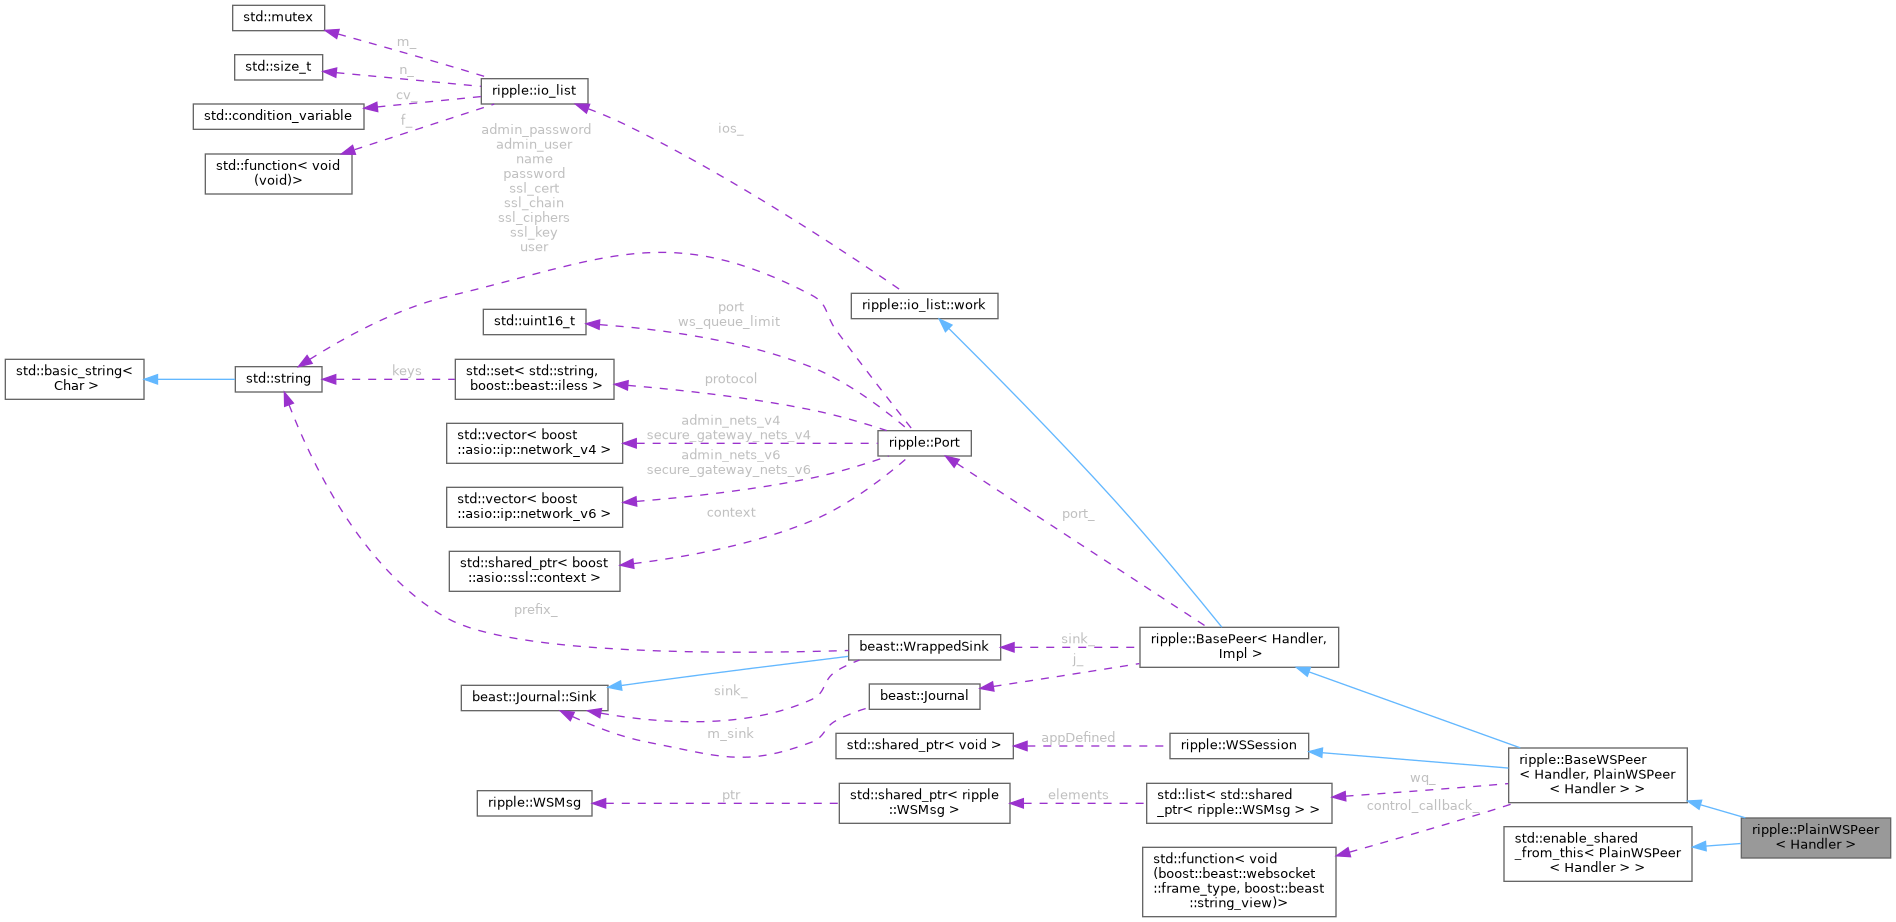 std::mutex
m_
std::size_t
n_
ripple::io_list
cv_
std::condition_variable
f_
ios_
admin_password
admin_user
name
password
ssl_cert
ssl_chain
ssl_ciphers
ssl_key
user
std::function< void
(void)>
ripple::io_list::work
port
ws_queue_limit
std::uint16_t
std::basic_string<
Char >
std::string
keys
std::set< std::string,
boost::beast::iless >
protocol
admin_nets_v4
secure_gateway_nets_v4
std::vector< boost
::asio::ip::network_v4 >
ripple::Port
admin_nets_v6
secure_gateway_nets_v6
std::vector< boost
::asio::ip::network_v6 >
context
port_
std::shared_ptr< boost
::asio::ssl::context >
prefix_
beast::WrappedSink
sink_
ripple::BasePeer< Handler,
Impl >
j_
beast::Journal::Sink
sink_
beast::Journal
m_sink
std::shared_ptr< void >
appDefined
ripple::WSSession
ripple::BaseWSPeer
< Handler, PlainWSPeer
< Handler > >
wq_
ripple::WSMsg
ptr
std::shared_ptr< ripple
::WSMsg >
elements
std::list< std::shared
_ptr< ripple::WSMsg > >
control_callback_
ripple::PlainWSPeer
< Handler >
std::enable_shared
_from_this< PlainWSPeer
< Handler > >
std::function< void
(boost::beast::websocket
::frame_type, boost::beast
::string_view)>